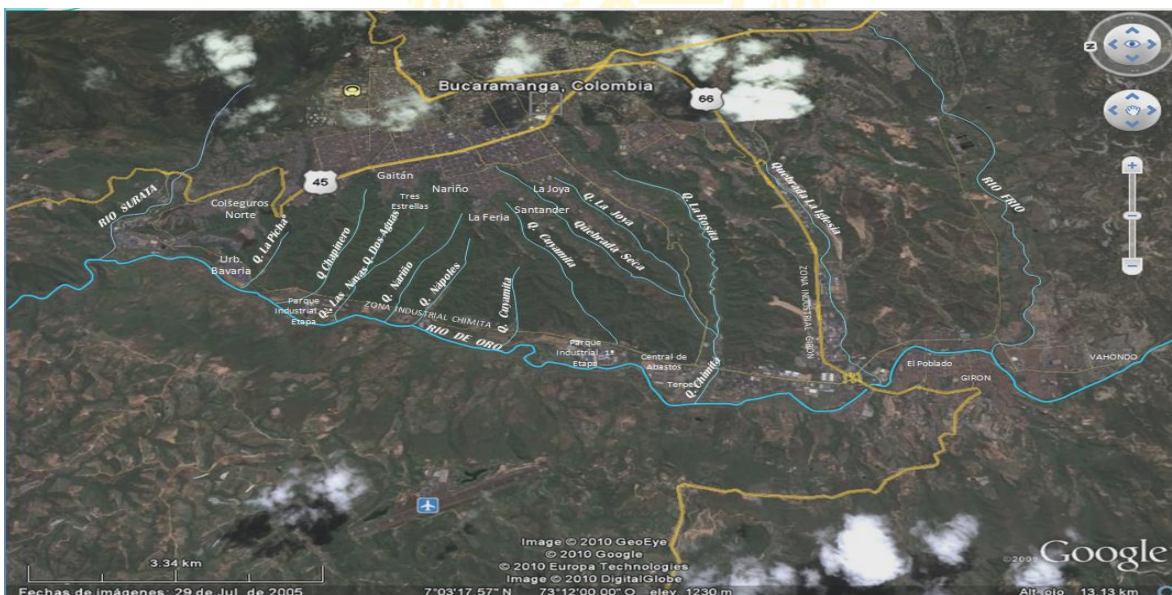 Bucaramanga, Colombia
66
45
Gaitán
Nariño
Tres
Estrellas
La Joya
Santander
La Feria
Colseguros
Norte
Urb.
Bavaria
RIO SURATA
Q. La Picha
Q Chapinero
Q. Las Navas
Q. Dos Aguas
Q. Nariño
Q. Nápoles
Q. Cuyamita
Q. Cuyamita
Quebrada Seca
Q. La Joya
Q. La Rosita
Quebrada La Iglesia
RIO FRIO
ZONA INDUSTRIAL CHIMITA
ZONA INDUSTRIAL GIRON
RIO DE ORO
Parque
Industrial
Etapa
Parque
Industrial 1ª
Etapa
Central de
Abastos
Q. Chimita
El Poblado
GIRON
VAHONDO
3.34 km
Image © 2010 GeoEye
© 2010 Google
© 2010 Europa Technologies
Image © 2010 DigitalGlobe
Google
Fechas de imágenes: 29 de Jul. de 2005
7°03'17.57" N
73°12'00.00" O
elev. 1230 m
Alt. ojo 13.13 km